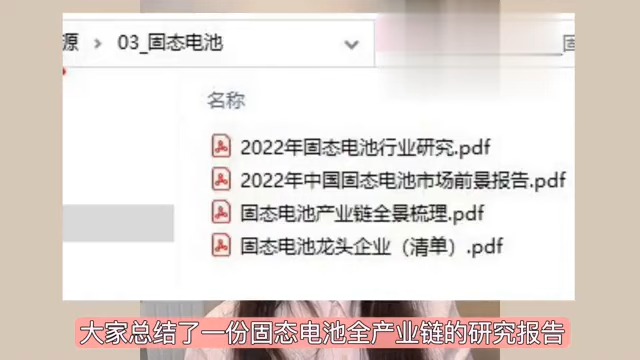 源 › 03_固态电池
名称
2022年固态电池行业研究.pdf
2022年中国固态电池市场前景报告.pdf
固态电池产业链全景梳理.pdf
固态电池龙头企业（清单）.pdf
大家总结了一份固态电池全产业链的研究报告